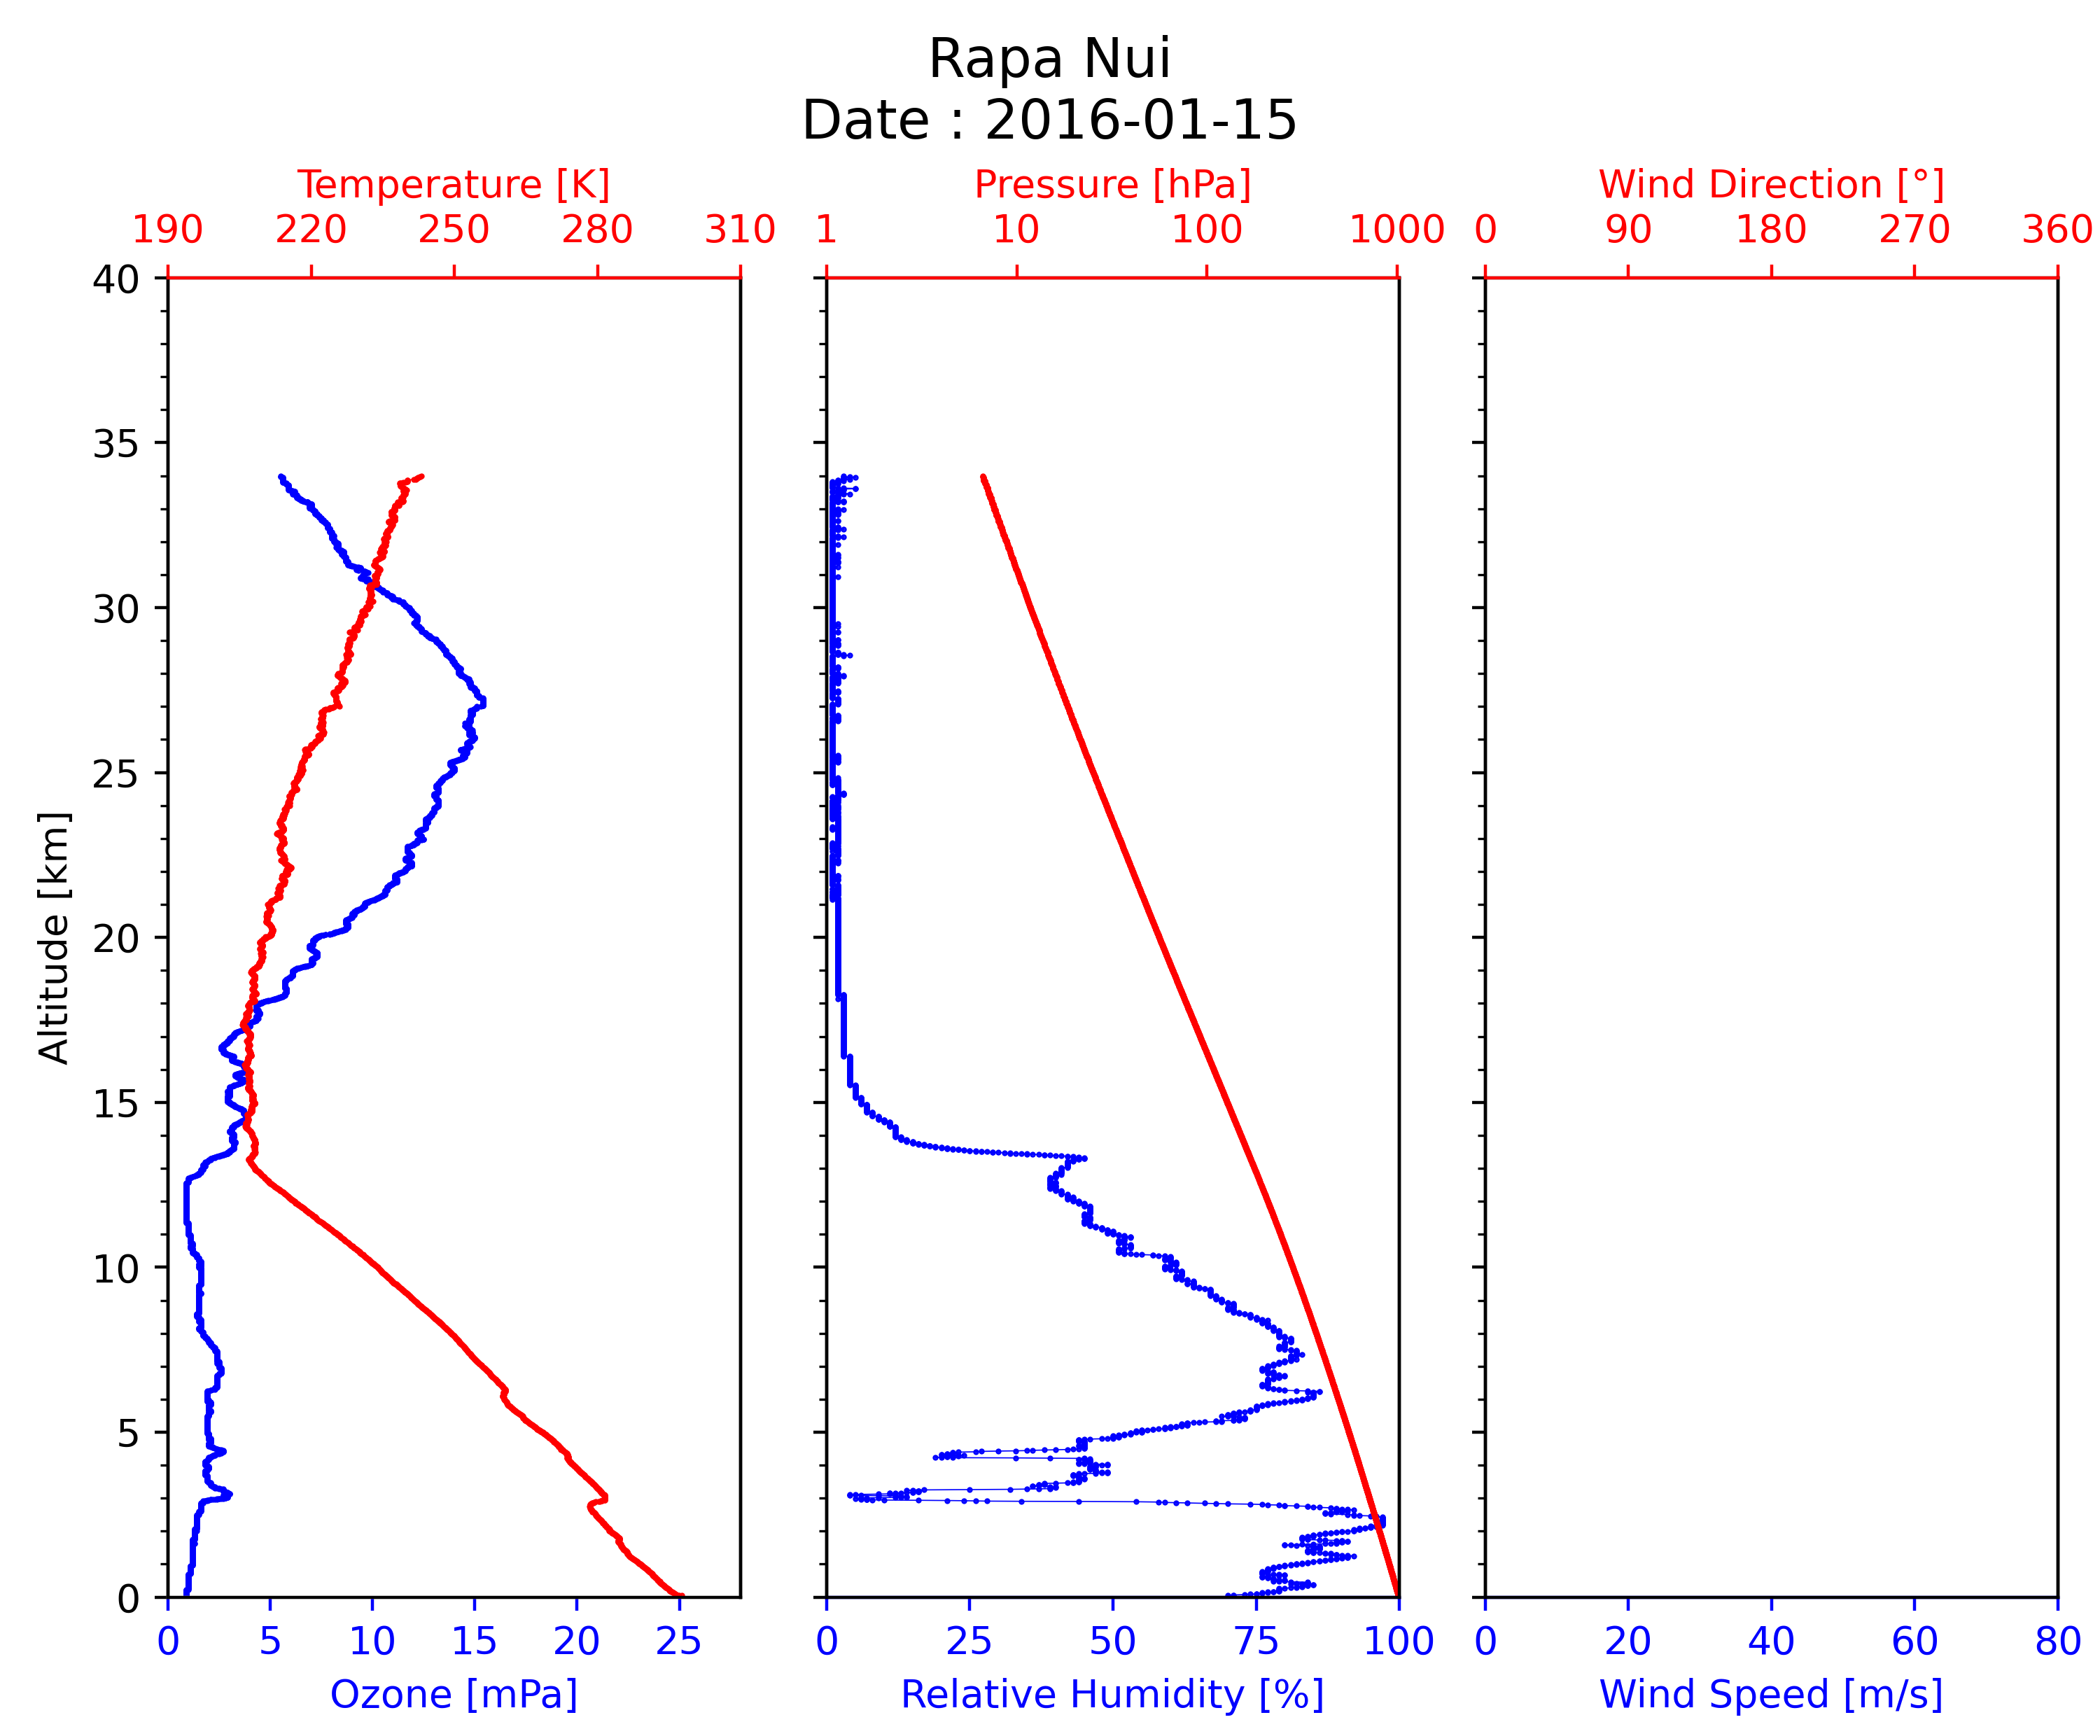 Rapa Nui
Date : 2016-01-15
Temperature [K]
190 220 250 280 310
Pressure [hPa]
1 10 100 1000
Wind Direction [°]
0 90 180 270 360
Altitude [km]
40
35
30
25
20
15
10
5
0
0 5 10 15 20 25
Ozone [mPa]
0 25 50 75 100
Relative Humidity [%]
0 20 40 60 80
Wind Speed [m/s]